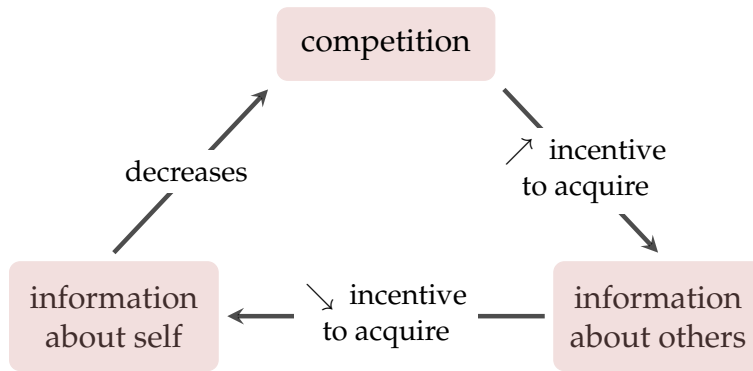 competition
↗ incentive
to acquire
decreases
information
about self
↘ incentive
to acquire
information
about others